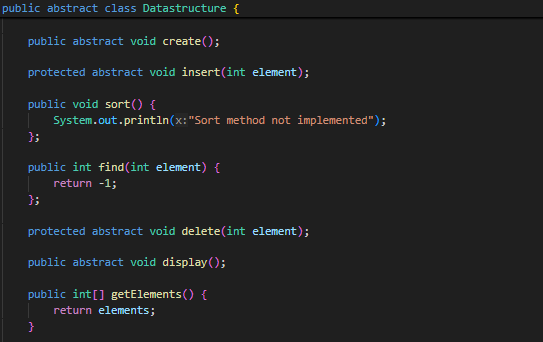 public abstract class Datastructure {
public abstract void create();
protected abstract void insert(int element);
public void sort() {
System.out.println(x:"Sort method not implemented");
};
public int find(int element) {
return -1;
};
protected abstract void delete(int element);
public abstract void display();
public int[] getElements() {
return elements;
}